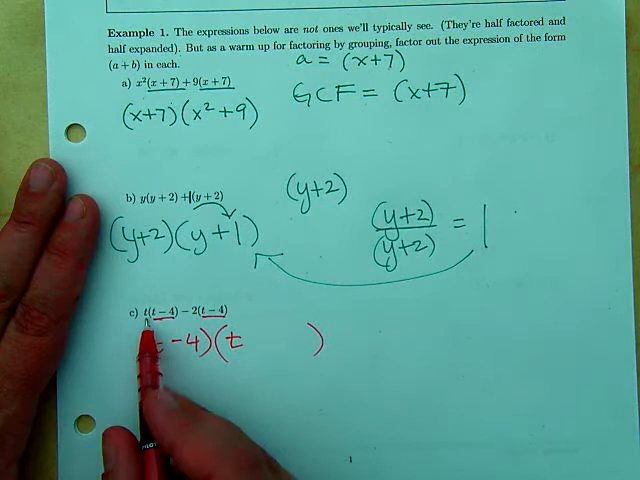 Example 1. The expressions below are not ones we'll typically see. (They're half factored and
half expanded). But as a warm up for factoring by grouping, factor out the expression of the form
(a + b) in each.
a = (x+7)
a) x²(x + 7) + 9(x + 7)
GCF = (x+7)
(x+7)(x²+9)
b) y(y + 2) + 1(y + 2)
(y+2)
(y+2)(y+1)
(y+2)/(y+2) = 1
c) t(t − 4) − 2(t − 4)
-4)(t )
PILOT
1